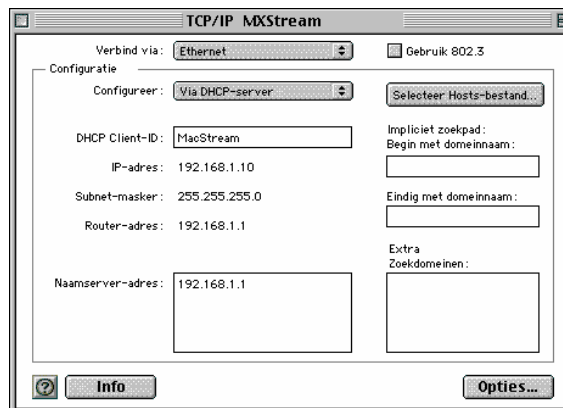 TCP/IP MXStream
Verbind via: Ethernet
Gebruik 802.3
Configuratie
Configureer: Via DHCP-server
Selecteer Hosts-bestand...
DHCP Client-ID: MacStream
IP-adres: 192.168.1.10
Subnet-masker: 255.255.255.0
Router-adres: 192.168.1.1
Impliciet zoekpad:
Begin met domeinnaam:
Eindig met domeinnaam:
Naamserver-adres: 192.168.1.1
Extra
Zoekdomeinen:
?
Info
Opties...